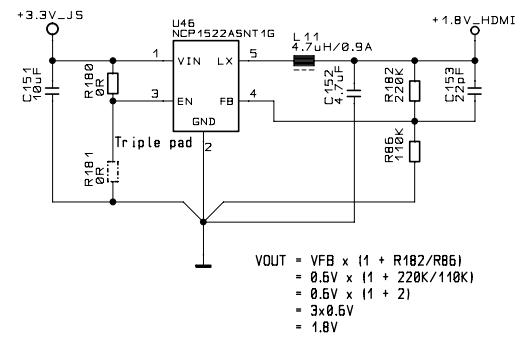 +3.3V_JS
U46
NCP1522ASNT1G
+1.8V_HDMI
L11
4.7uH/0.9A
1
VIN
LX
5
3
EN
FB
4
GND
2
C151
10uF
R180
0R
R181
0R
Triple pad
C152
4.7uF
R182
220K
C153
22pF
R86
110K
VOUT = VFB x (1 + R182/R86)
= 0.6V x (1 + 220K/110K)
= 0.6V x (1 + 2)
= 3x0.6V
= 1.8V